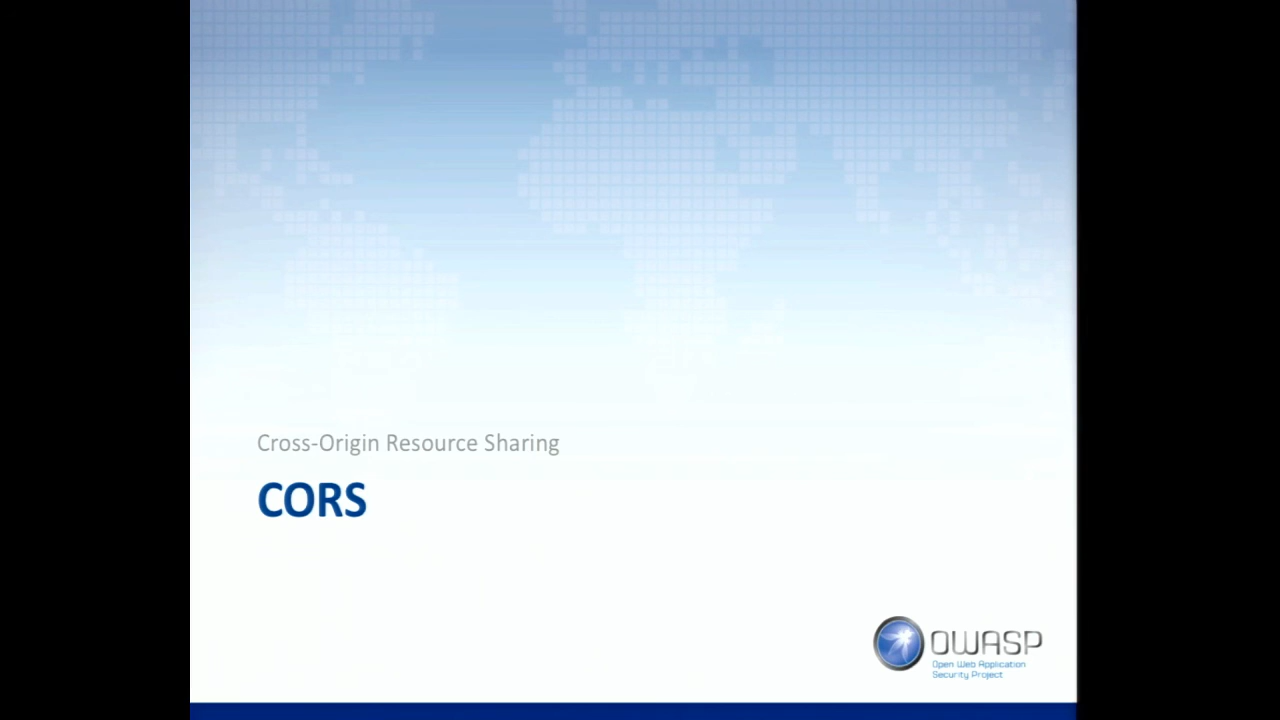 Cross-Origin Resource Sharing
CORS
OWASP
Open Web Application
Security Project